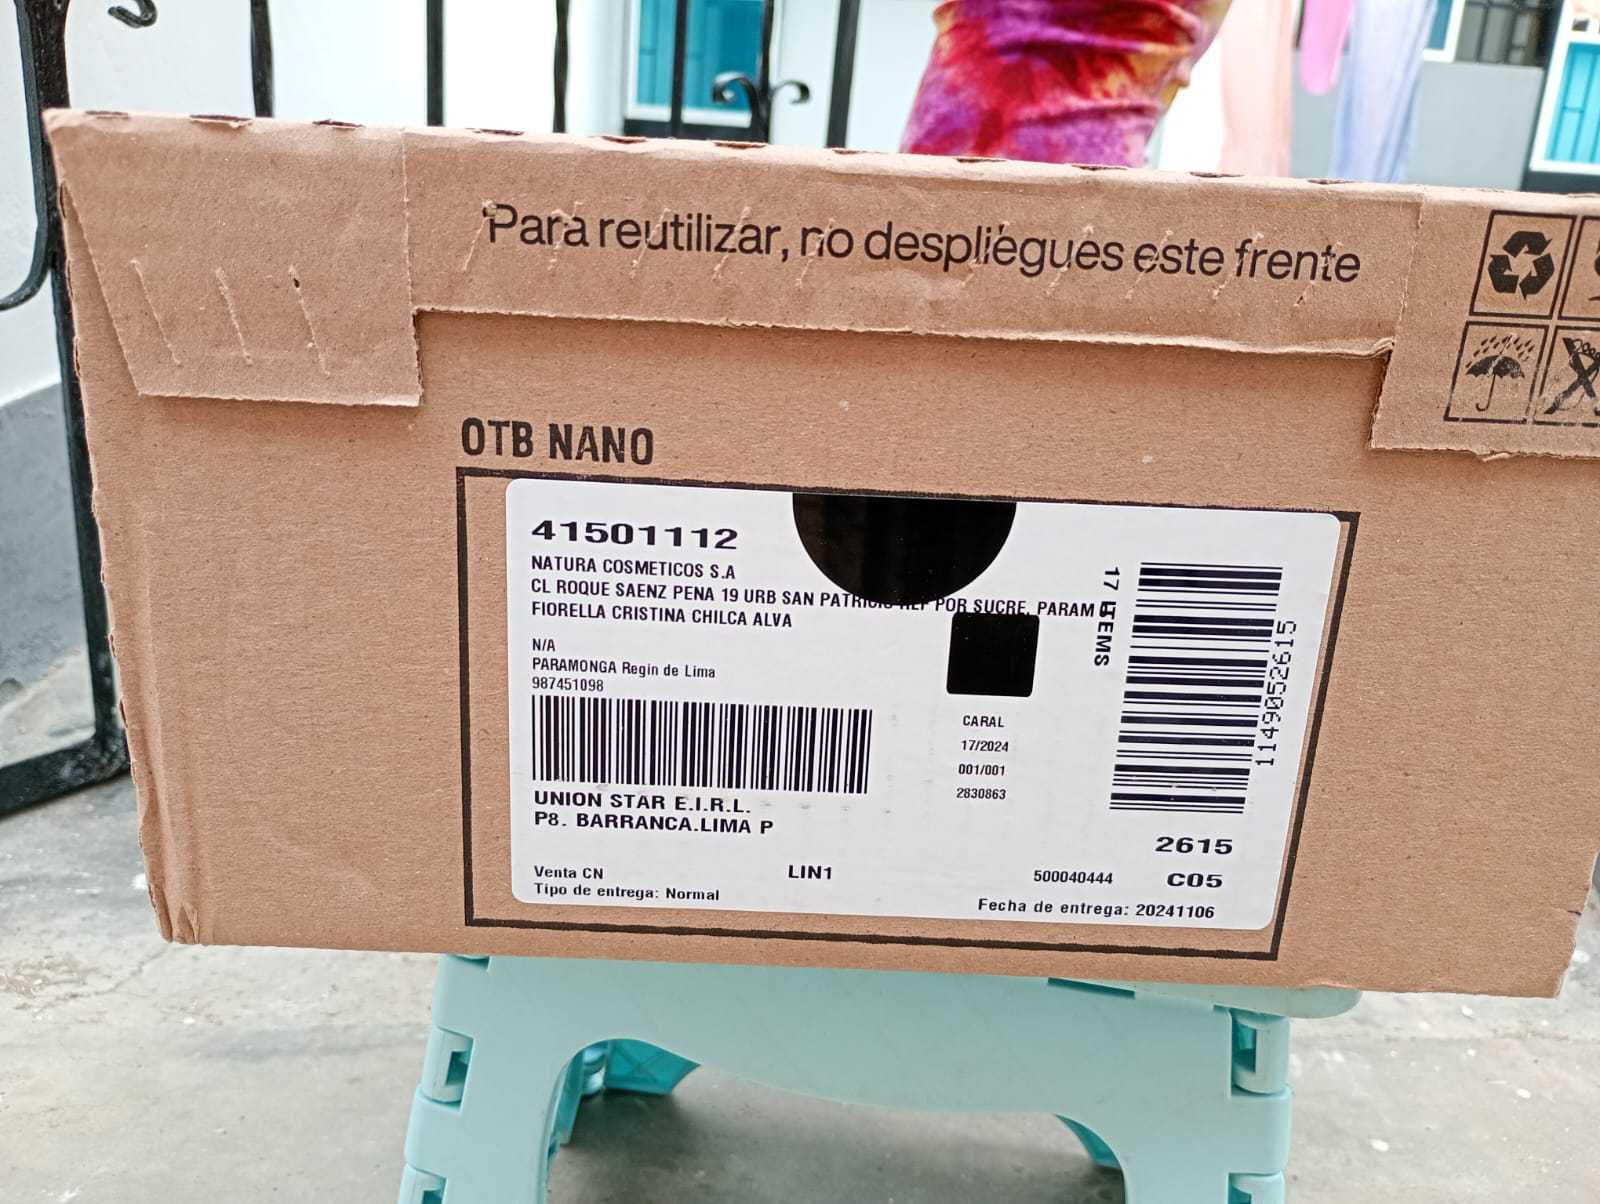 Para reutilizar, no despliegues este frente
OTB NANO
41501112
NATURA COSMETICOS S.A
CL ROQUE SAENZ PENA 19 URB SAN PATRICIO REF POR SUCRE, PARAM
FIORELLA CRISTINA CHILCA ALVA
N/A
PARAMONGA Regin de Lima
987451098
17 ITEMS
1149052615
CARAL
17/2024
001/001
2830863
UNION STAR E.I.R.L.
P8. BARRANCA.LIMA P
2615
Venta CN
LIN1
500040444
C05
Tipo de entrega: Normal
Fecha de entrega: 20241106